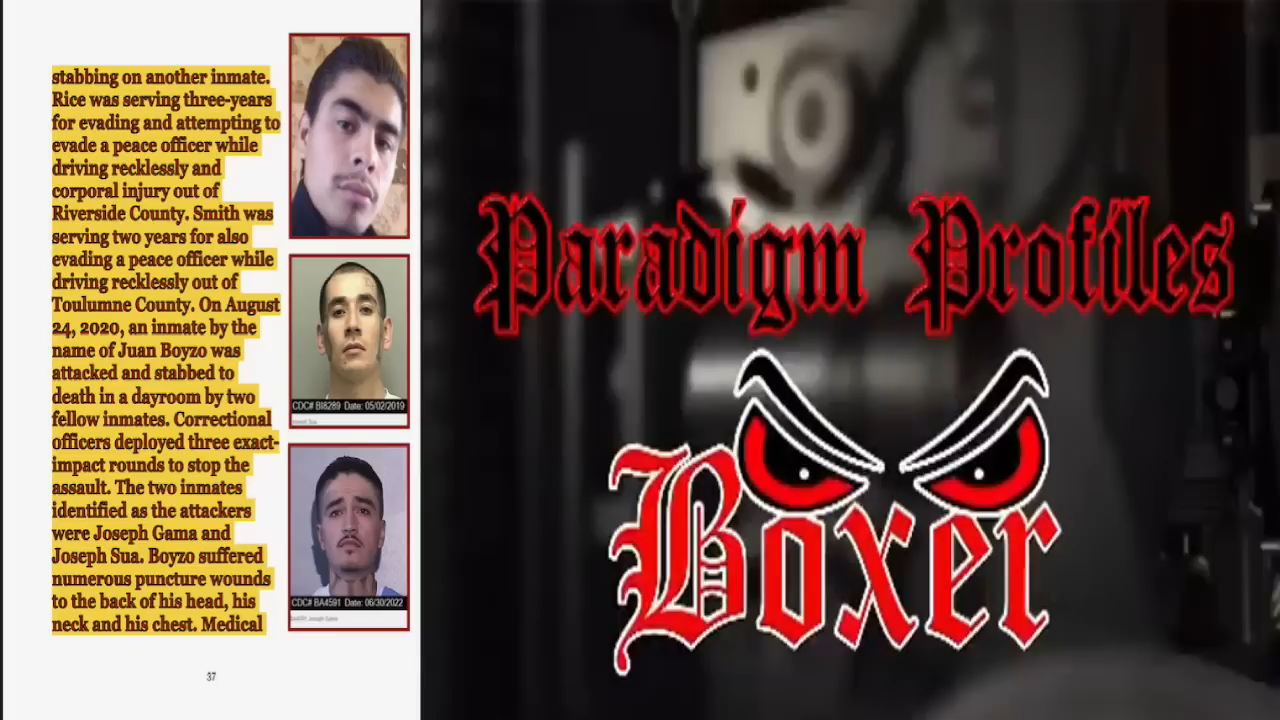 stabbing on another inmate.
Rice was serving three-years
for evading and attempting to
evade a peace officer while
driving recklessly and
corporal injury out of
Riverside County. Smith was
serving two years for also
evading a peace officer while
driving recklessly out of
Toulumne County. On August
24, 2020, an inmate by the
name of Juan Boyzo was
attacked and stabbed to
death in a dayroom by two
fellow inmates. Correctional
officers deployed three exact-
impact rounds to stop the
assault. The two inmates
identified as the attackers
were Joseph Gama and
Joseph Sua. Boyzo suffered
numerous puncture wounds
to the back of his head, his
neck and his chest. Medical
37
CDC# BI8289 Date: 05/02/2019
CDC# BA4591 Date: 06/30/2022
Paradigm Profiles
Boxer